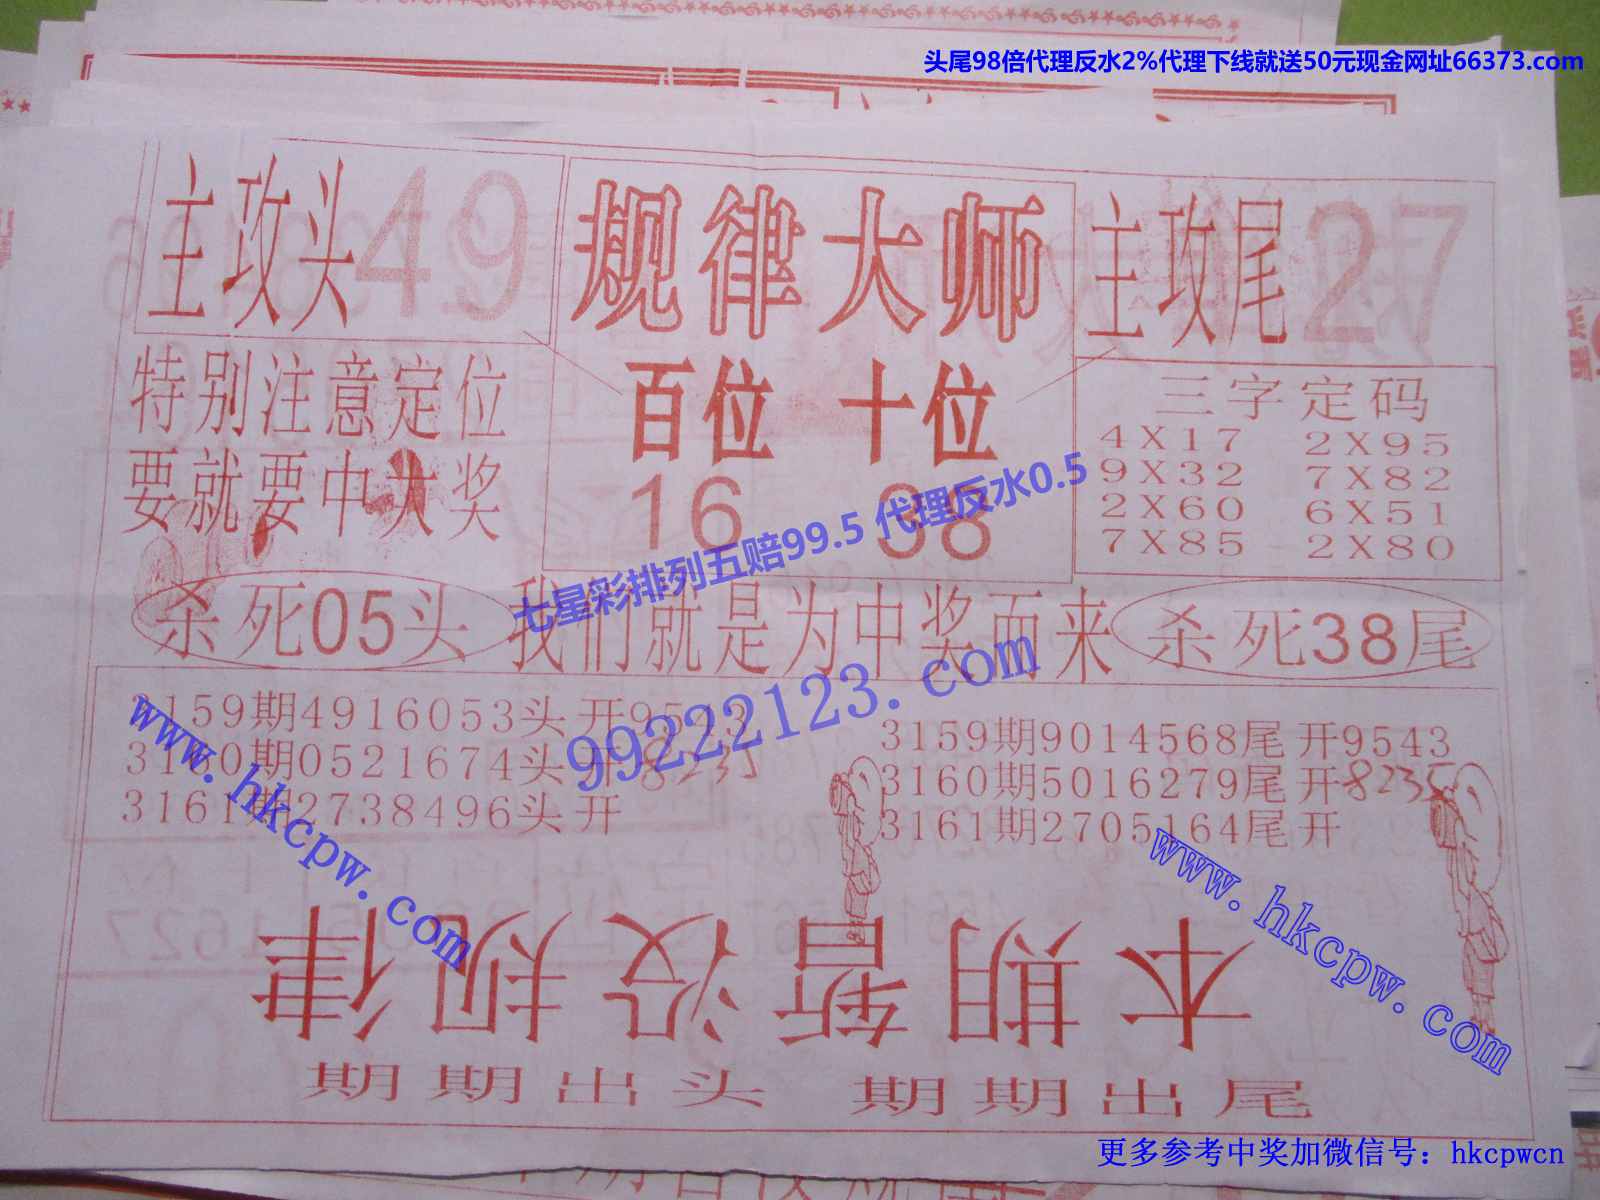 头尾98倍代理反水2%代理下线就送50元现金网址66373.com
主攻头49
规律大师
主攻尾27
特别注意定位
要就要中大奖
百位 十位
16 38
三字定码
4X17 2X95
9X32 7X82
2X60 6X51
7X85 2X80
七星彩排列五赔99.5 代理反水0.5
杀死05头
我们就是为中奖而来
杀死38尾
99222123.com
3159期4916053头 开9543
3160期0521674头 开8235
3161期2738496头 开
3159期9014568尾 开9543
3160期5016279尾 开8235
3161期2705164尾 开
www.hkcpw.com
www.hkcpw.com
本期暂没规律
期期出头 期期出尾
更多参考中奖加微信号：hkcpwcn